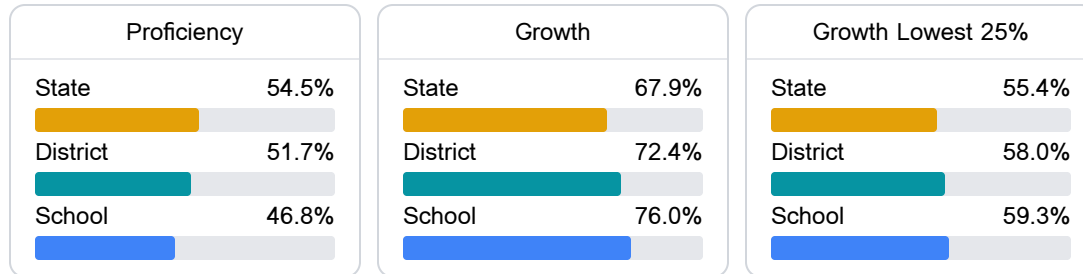 Proficiency
State 54.5%
District 51.7%
School 46.8%
Growth
State 67.9%
District 72.4%
School 76.0%
Growth Lowest 25%
State 55.4%
District 58.0%
School 59.3%